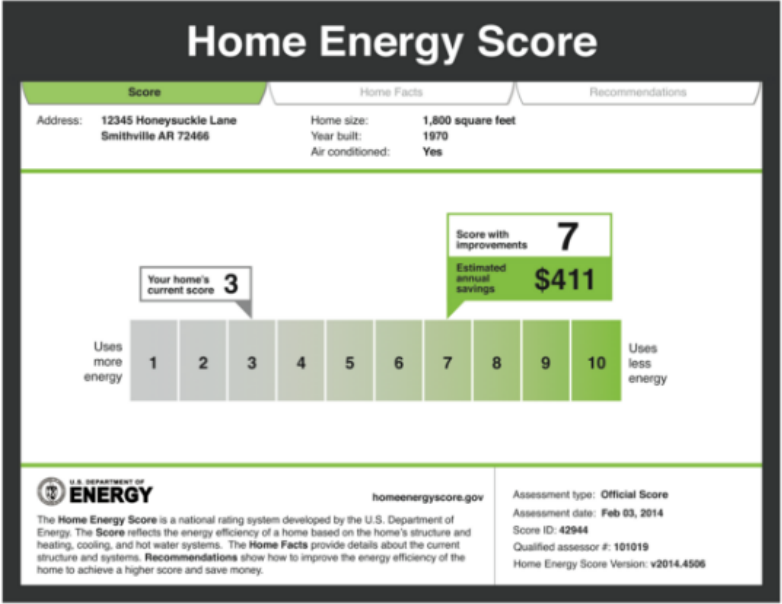 Home Energy Score
Score
Home Facts
Recommendations
Address: 12345 Honeysuckle Lane
Smithville AR 72466
Home size: 1,800 square feet
Year built: 1970
Air conditioned: Yes
Score with
improvements 7
Estimated
annual
savings $411
Your home's
current score 3
Uses
more
energy
1 2 3 4 5 6 7 8 9 10
Uses
less
energy
U.S. DEPARTMENT OF
ENERGY
homeenergyscore.gov
The Home Energy Score is a national rating system developed by the U.S. Department of
Energy. The Score reflects the energy efficiency of a home based on the home's structure and
heating, cooling, and hot water systems. The Home Facts provide details about the current
structure and systems. Recommendations show how to improve the energy efficiency of the
home to achieve a higher score and save money.
Assessment type: Official Score
Assessment date: Feb 03, 2014
Score ID: 42944
Qualified assessor #: 101019
Home Energy Score Version: v2014.4506